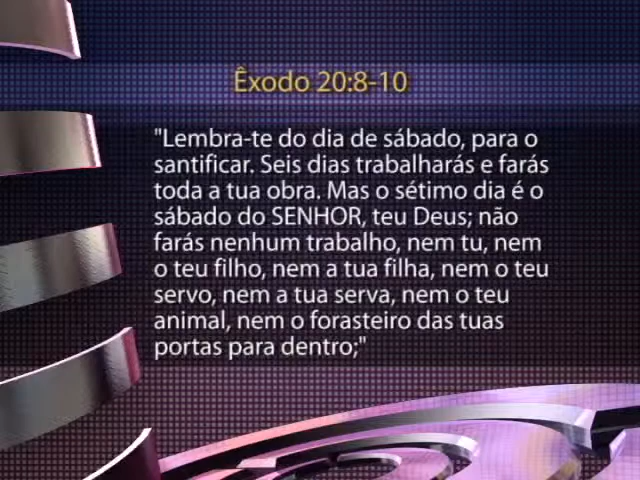 Êxodo 20:8-10
"Lembra-te do dia de sábado, para o
santificar. Seis dias trabalharás e farás
toda a tua obra. Mas o sétimo dia é o
sábado do SENHOR, teu Deus; não
farás nenhum trabalho, nem tu, nem
o teu filho, nem a tua filha, nem o teu
servo, nem a tua serva, nem o teu
animal, nem o forasteiro das tuas
portas para dentro;"